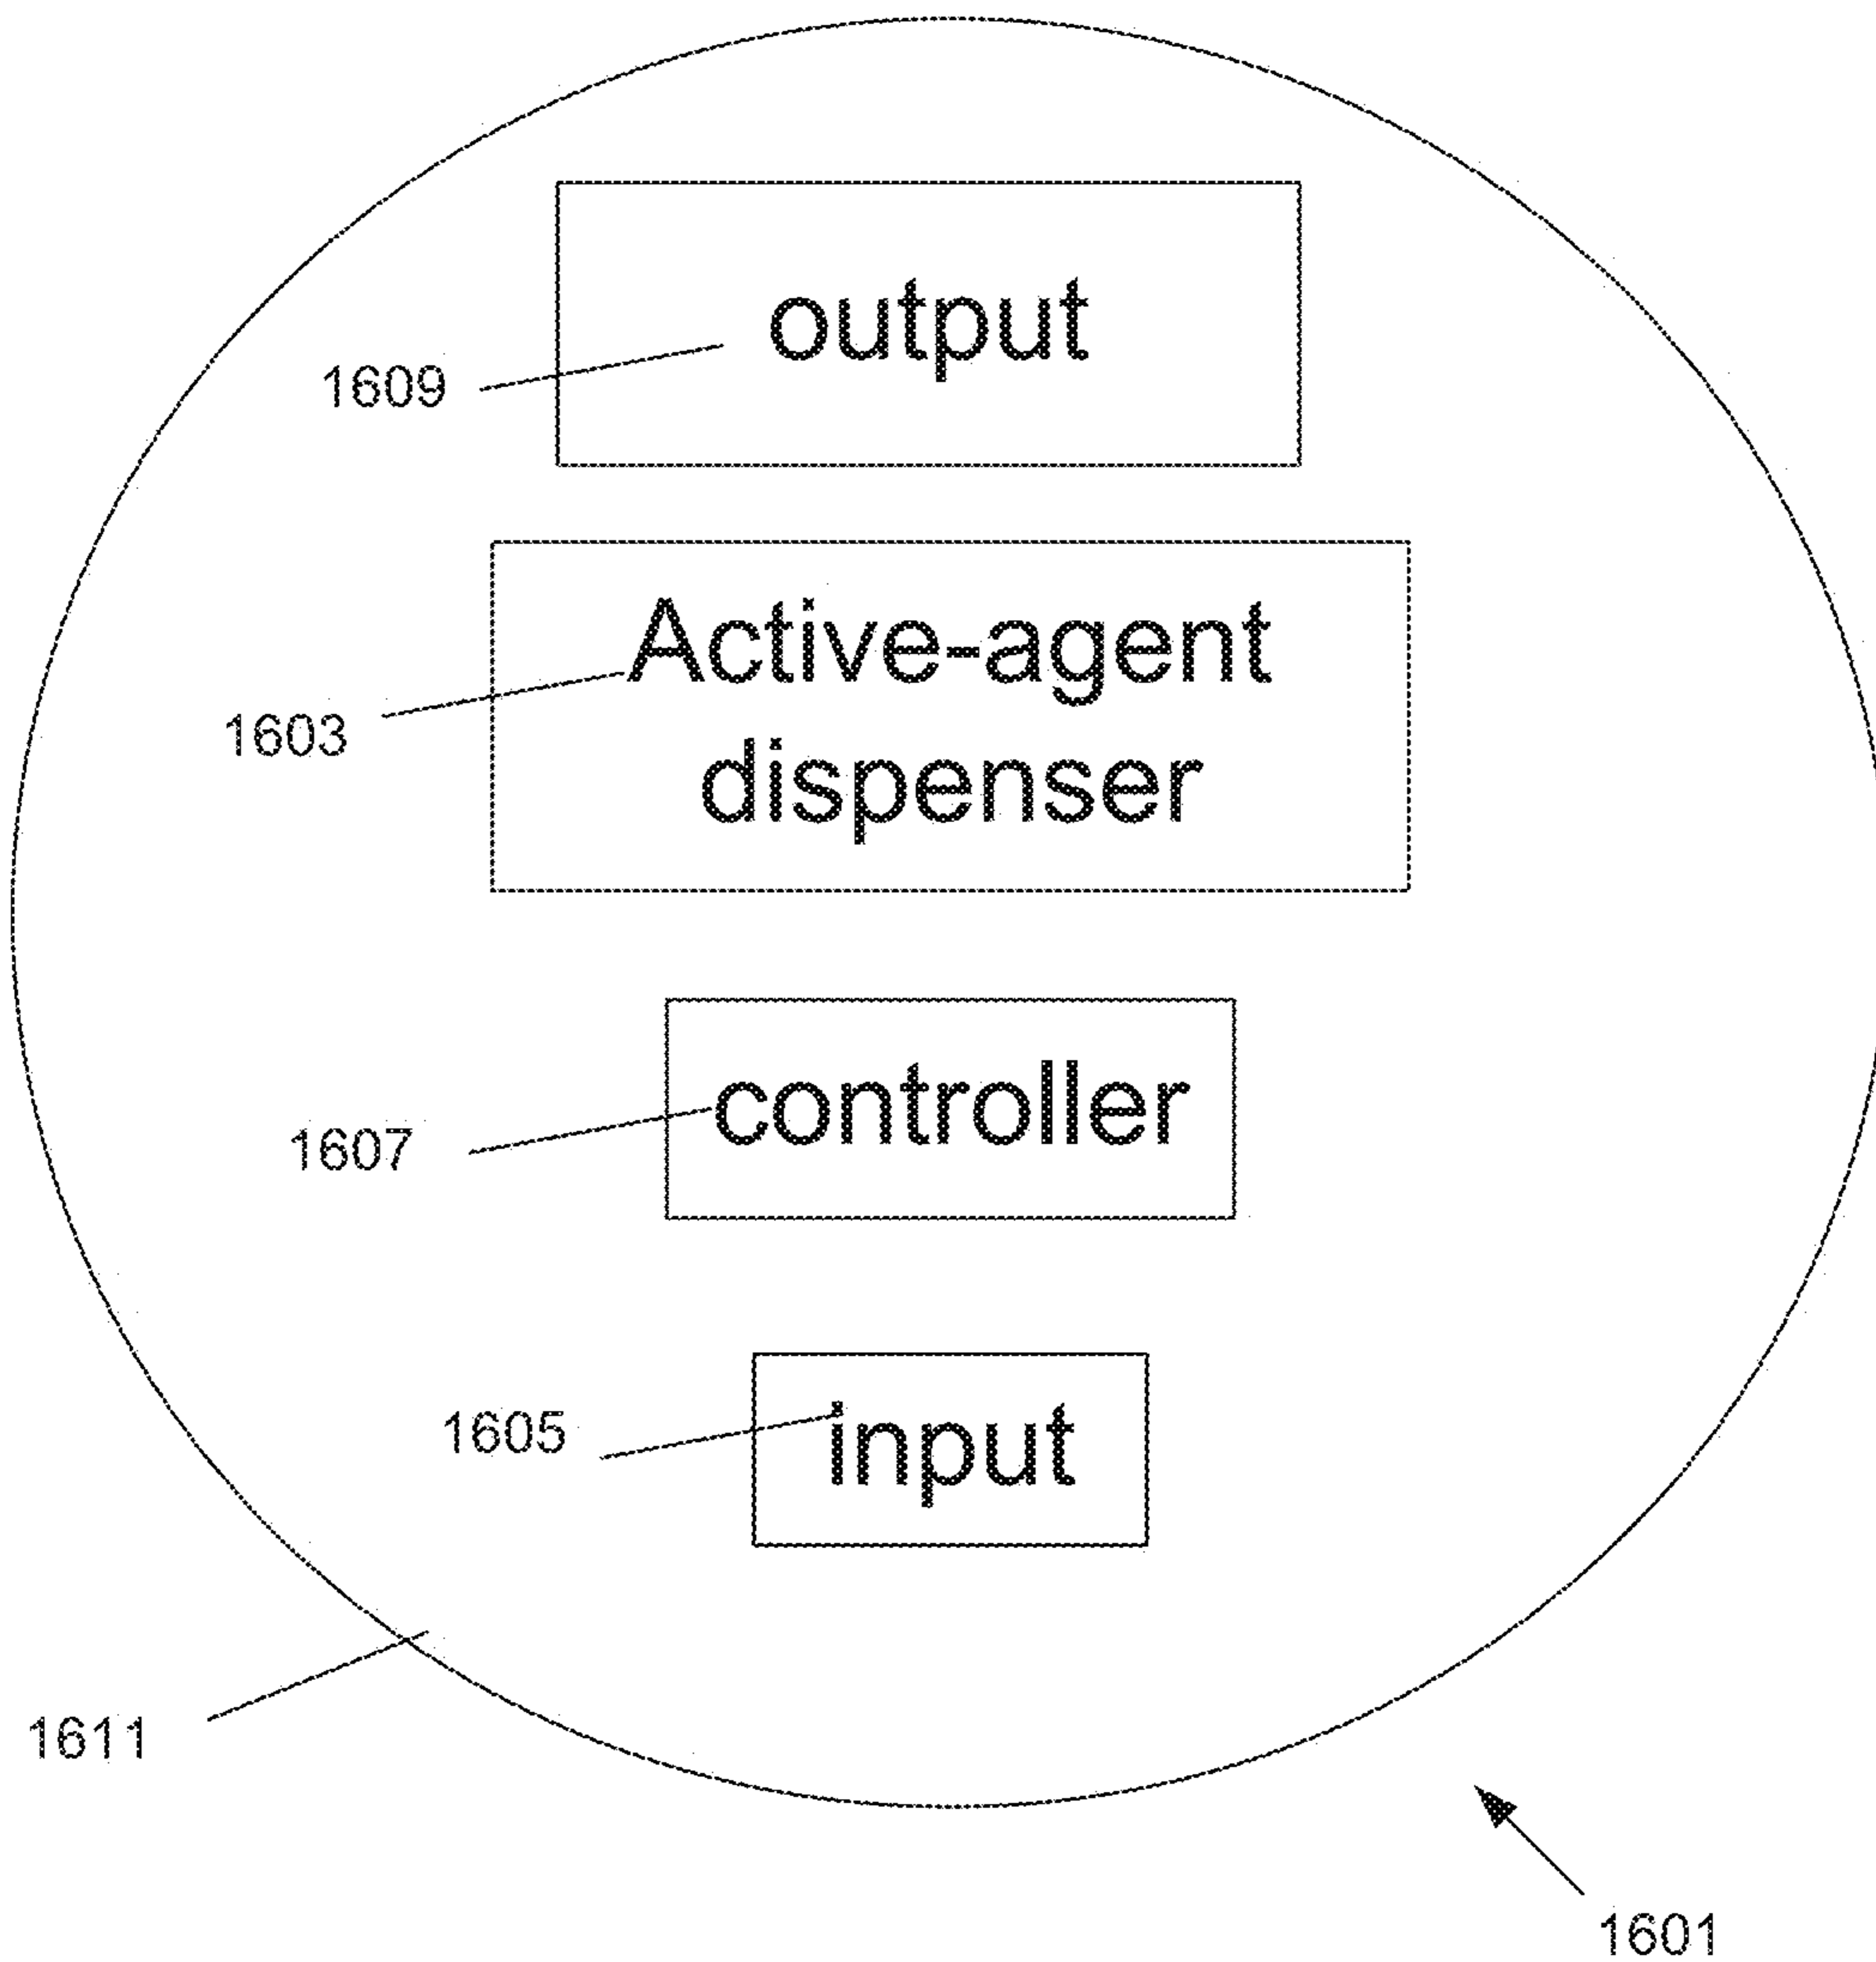 output
1609
Active-agent
1603
dispenser
controller
1607
input
1605
1611
1601